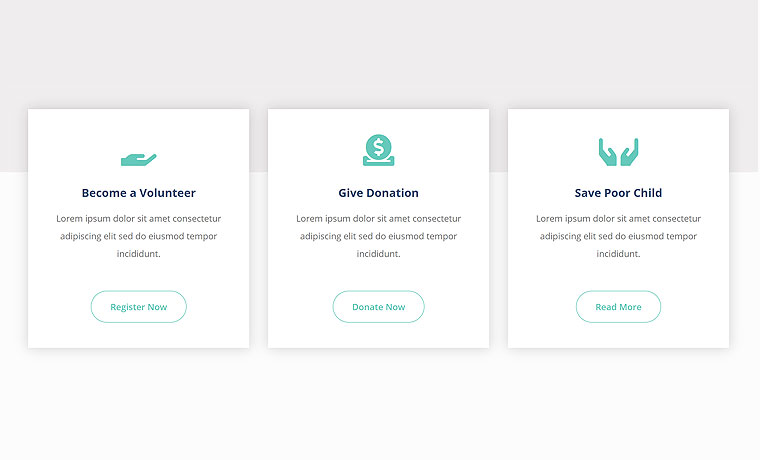 Become a Volunteer
Lorem ipsum dolor sit amet consectetur
adipiscing elit sed do eiusmod tempor
incididunt.
Register Now
$
Give Donation
Lorem ipsum dolor sit amet consectetur
adipiscing elit sed do eiusmod tempor
incididunt.
Donate Now
Save Poor Child
Lorem ipsum dolor sit amet consectetur
adipiscing elit sed do eiusmod tempor
incididunt.
Read More